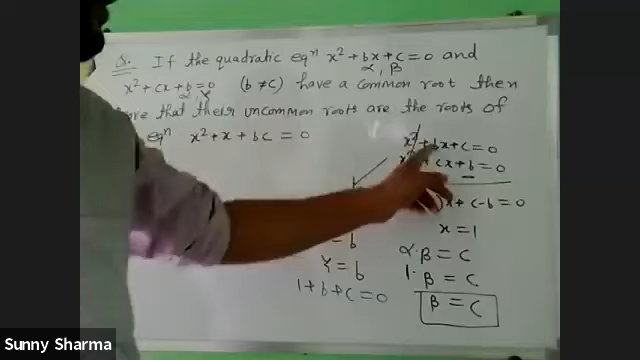 Q. If the quadratic eqⁿ x² + bx + c = 0 and
α, β
x² + cx + b = 0 (b ≠ c) have a common root then
α, γ
that their uncommon roots are the roots of
eqⁿ x² + x + bc = 0
x² + bx + c = 0
cx + b = 0
x + c - b = 0
x = 1
α·β = c
1·β = c
β = c
= b
γ = b
1 + b + c = 0
Sunny Sharma